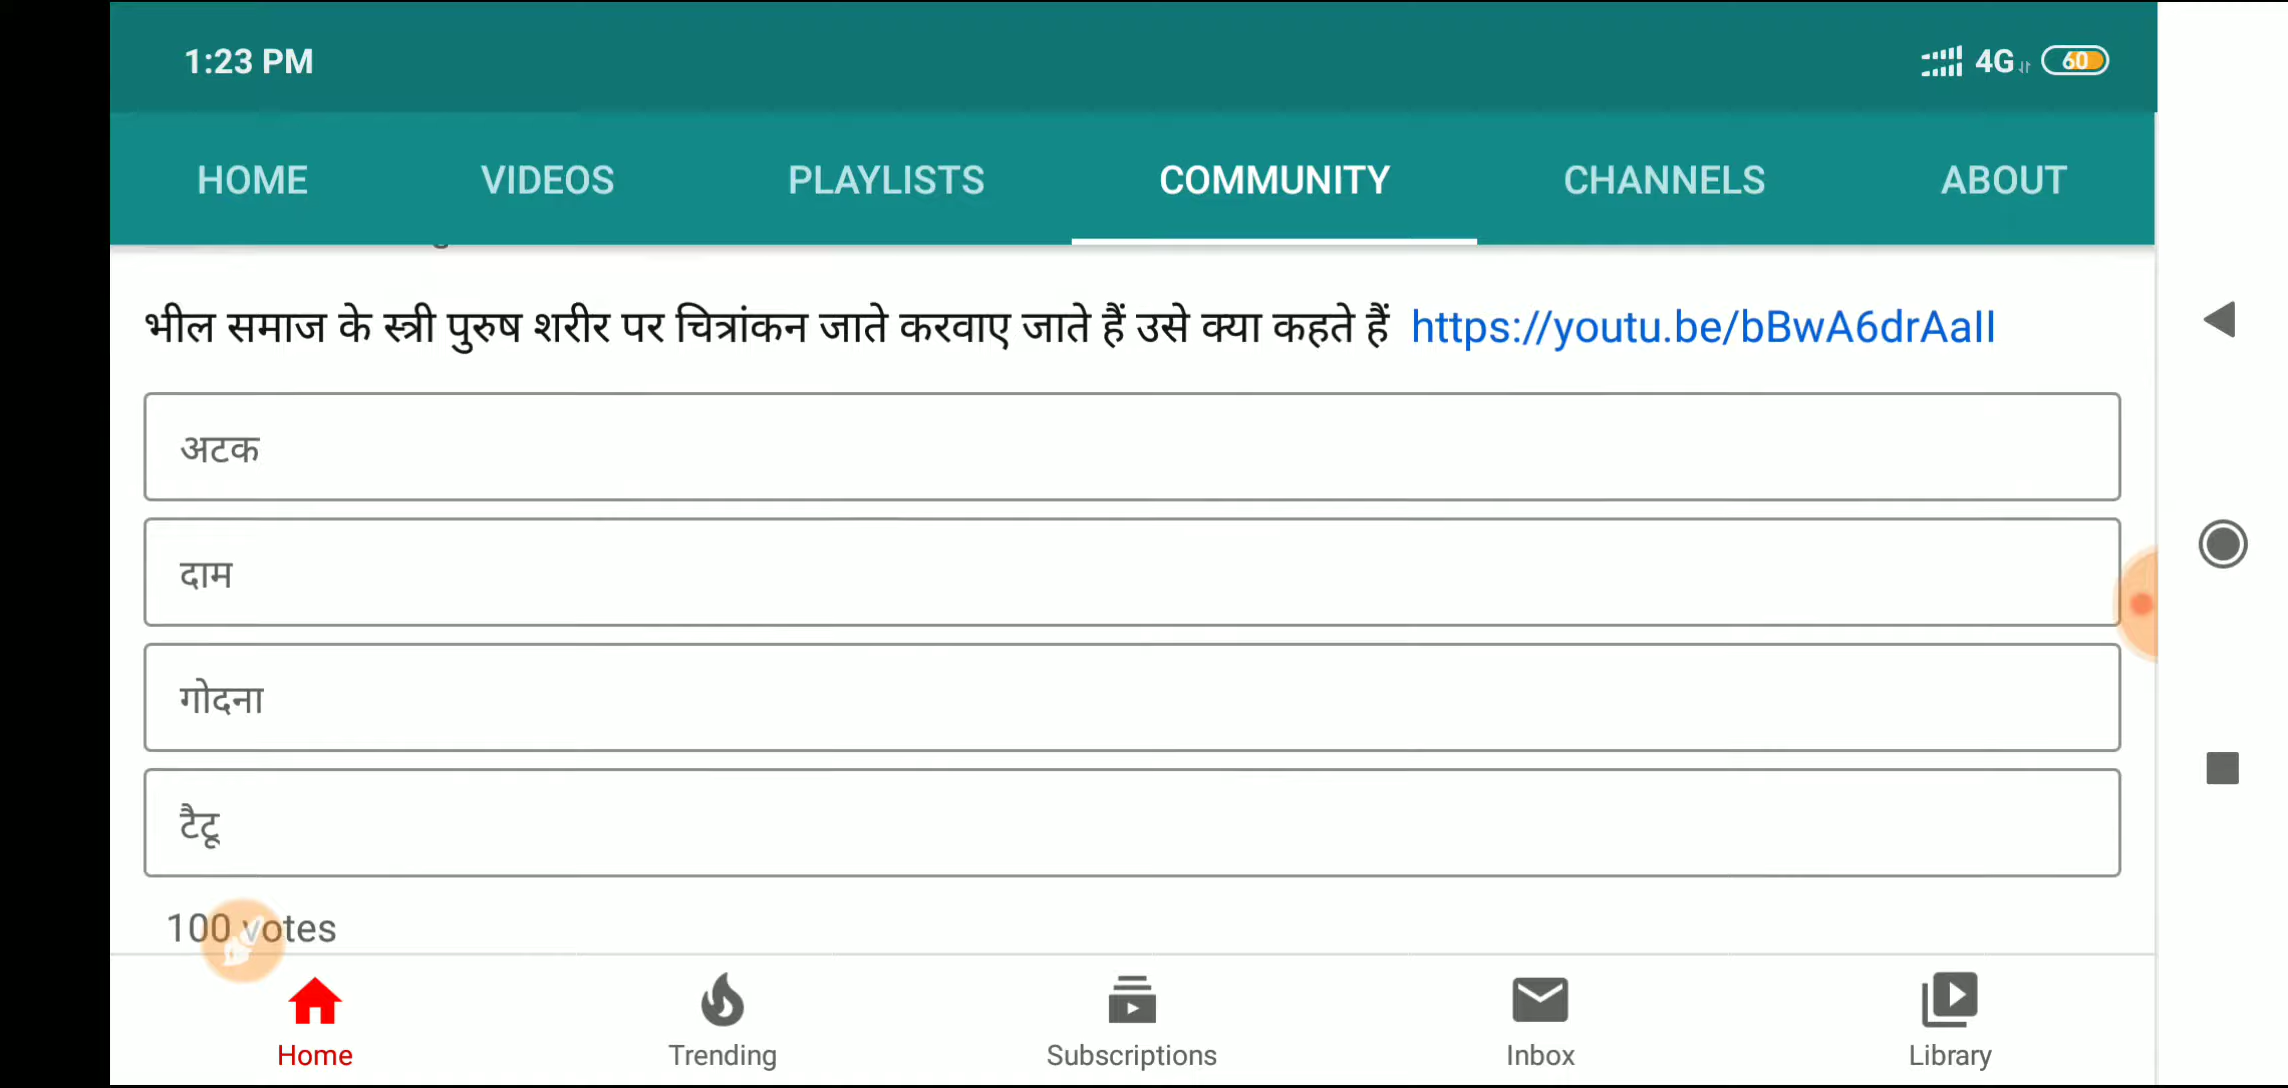 1:23 PM
4G 60
HOME VIDEOS PLAYLISTS COMMUNITY CHANNELS ABOUT
भील समाज के स्त्री पुरुष शरीर पर चित्रांकन जाते करवाए जाते हैं उसे क्या कहते हैं https://youtu.be/bBwA6drAaII
अटक
दाम
गोदना
टैटू
100 votes
Home Trending Subscriptions Inbox Library